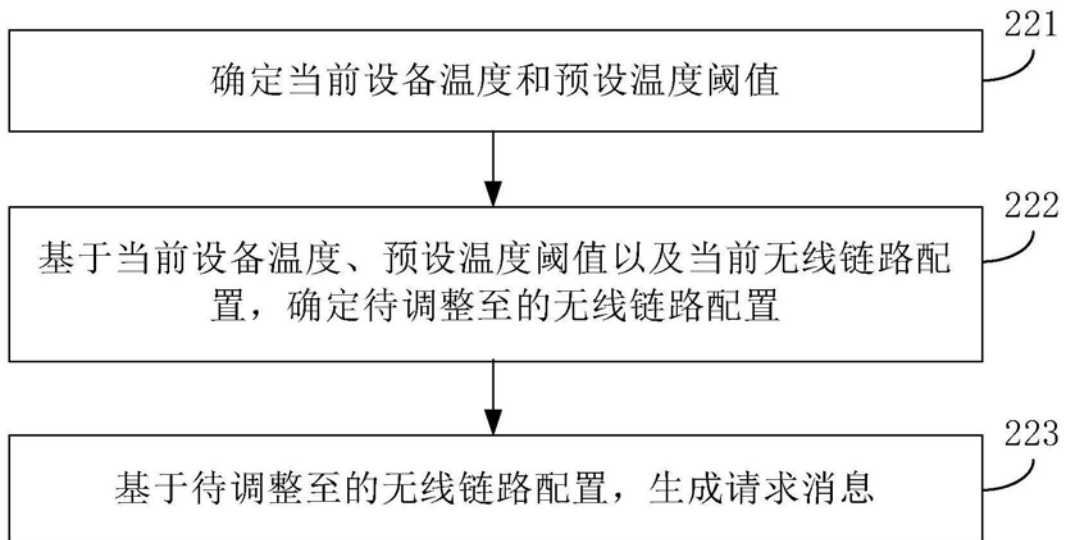 221
确定当前设备温度和预设温度阈值
222
基于当前设备温度、预设温度阈值以及当前无线链路配
置，确定待调整至的无线链路配置
223
基于待调整至的无线链路配置，生成请求消息